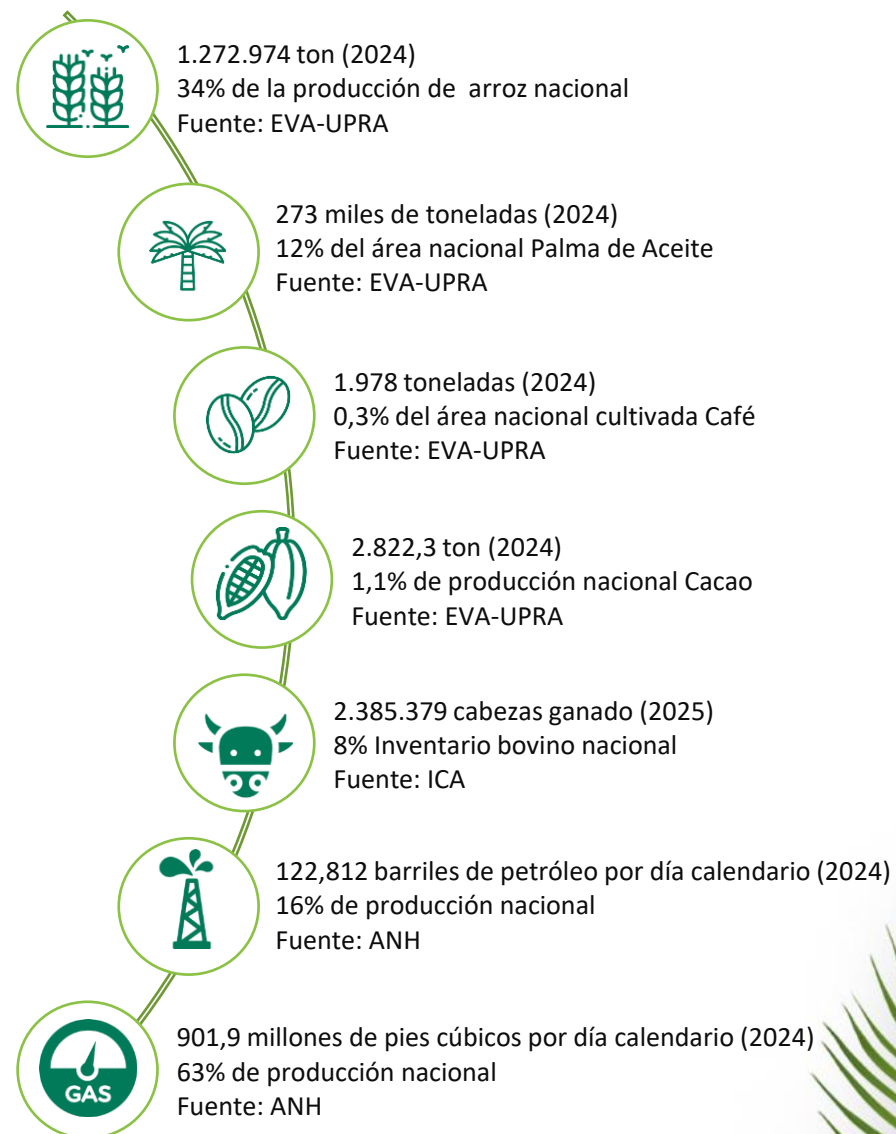 1.272.974 ton (2024)
34% de la producción de arroz nacional
Fuente: EVA-UPRA
273 miles de toneladas (2024)
12% del área nacional Palma de Aceite
Fuente: EVA-UPRA
1.978 toneladas (2024)
0,3% del área nacional cultivada Café
Fuente: EVA-UPRA
2.822,3 ton (2024)
1,1% de producción nacional Cacao
Fuente: EVA-UPRA
2.385.379 cabezas ganado (2025)
8% Inventario bovino nacional
Fuente: ICA
122,812 barriles de petróleo por día calendario (2024)
16% de producción nacional
Fuente: ANH
901,9 millones de pies cúbicos por día calendario (2024)
63% de producción nacional
Fuente: ANH
GAS